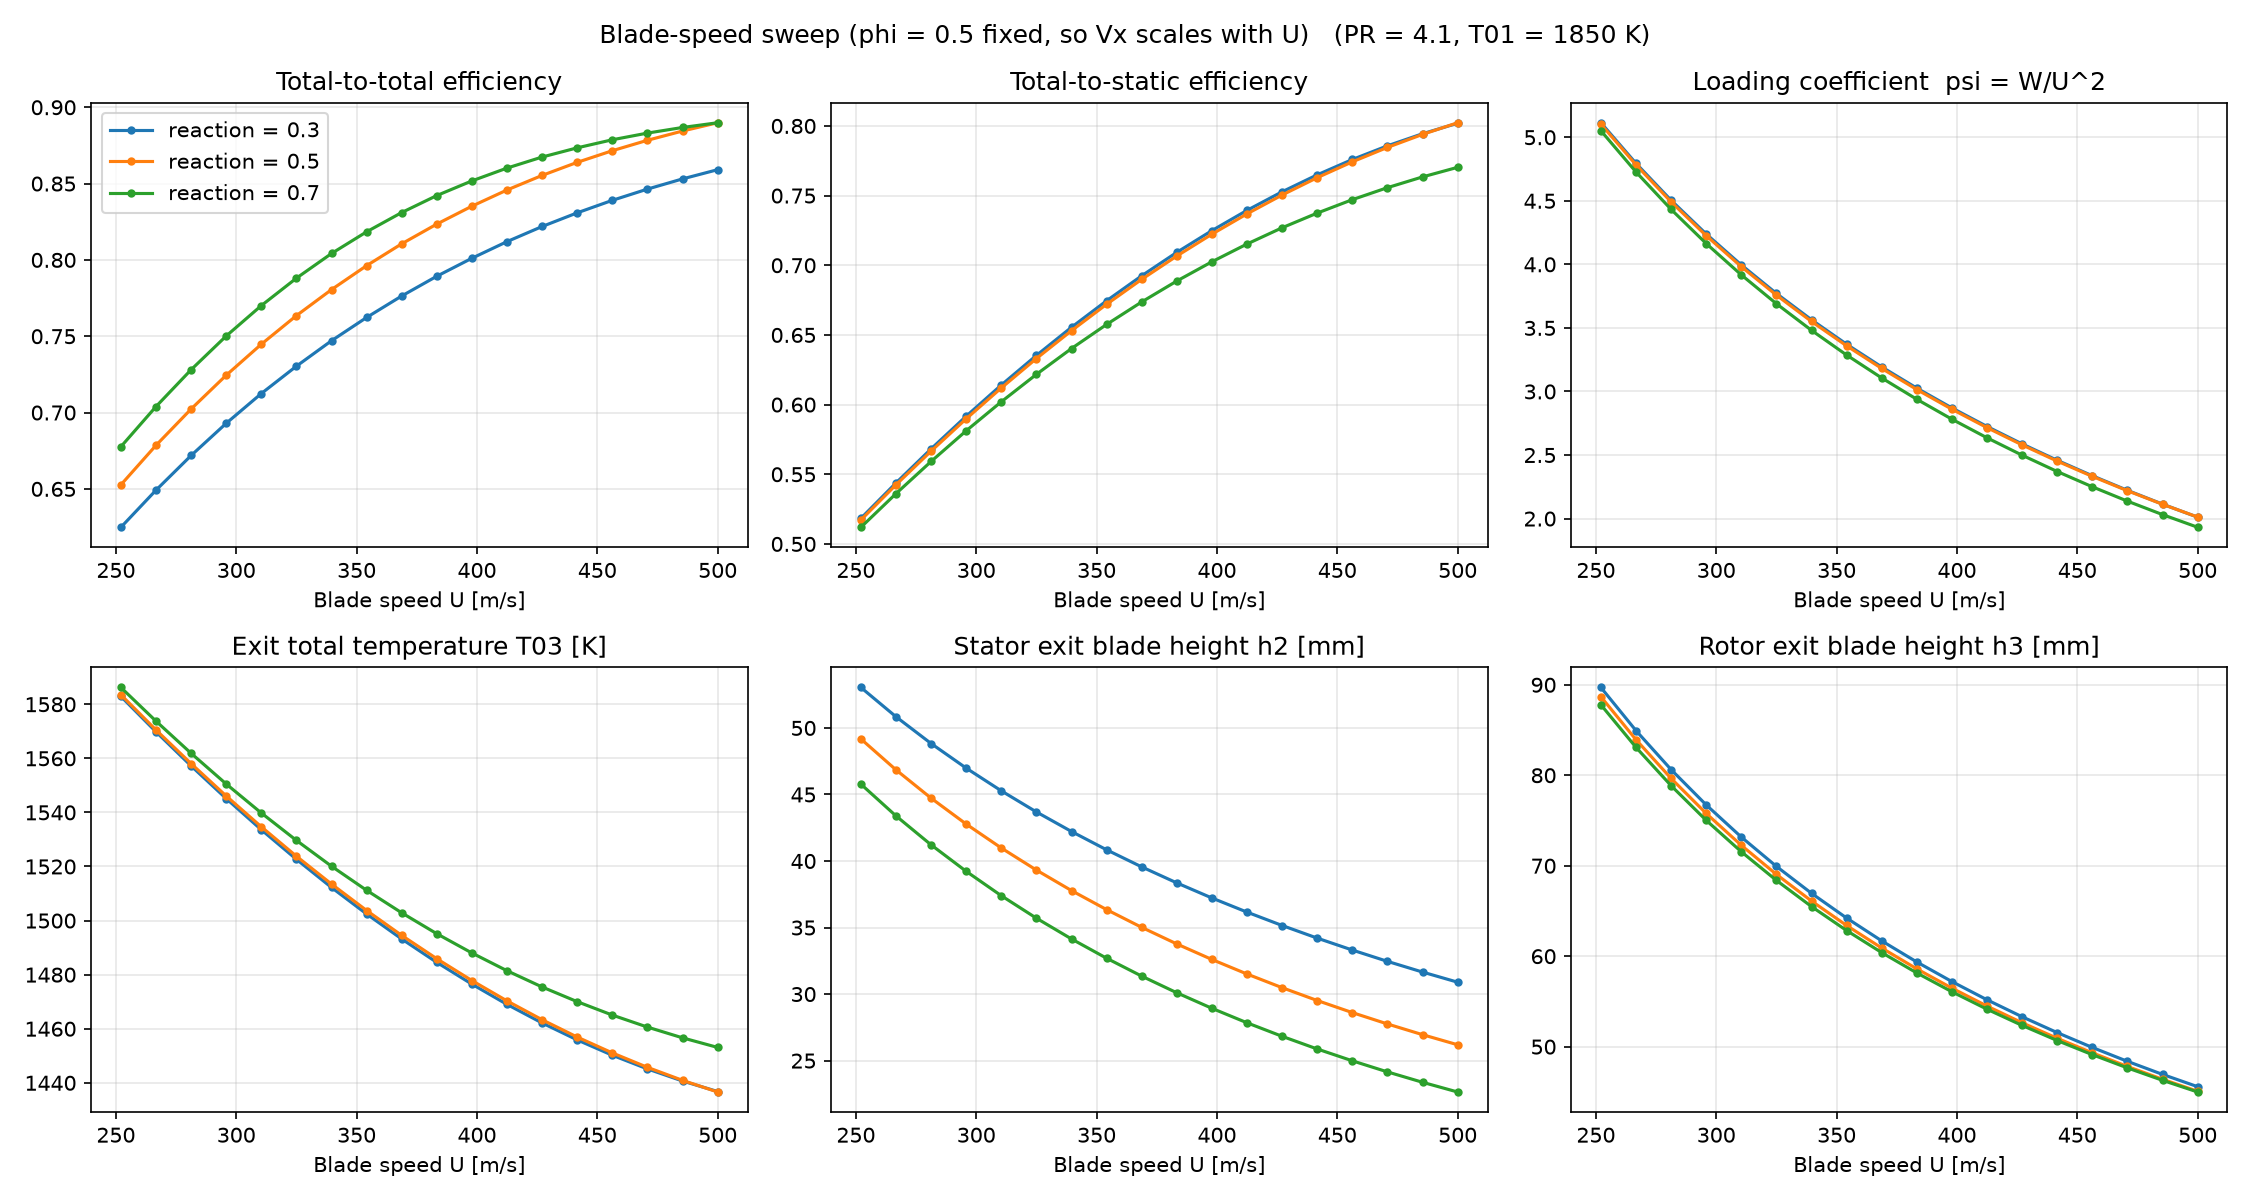 Blade-speed sweep (phi = 0.5 fixed, so Vx scales with U)   (PR = 4.1, T01 = 1850 K)
Total-to-total efficiency
0.90
0.85
0.80
0.75
0.70
0.65
reaction = 0.3
reaction = 0.5
reaction = 0.7
250 300 350 400 450 500
Blade speed U [m/s]
Total-to-static efficiency
0.80
0.75
0.70
0.65
0.60
0.55
0.50
250 300 350 400 450 500
Blade speed U [m/s]
Loading coefficient  psi = W/U^2
5.0
4.5
4.0
3.5
3.0
2.5
2.0
250 300 350 400 450 500
Blade speed U [m/s]
Exit total temperature T03 [K]
1580
1560
1540
1520
1500
1480
1460
1440
250 300 350 400 450 500
Blade speed U [m/s]
Stator exit blade height h2 [mm]
50
45
40
35
30
25
250 300 350 400 450 500
Blade speed U [m/s]
Rotor exit blade height h3 [mm]
90
80
70
60
50
250 300 350 400 450 500
Blade speed U [m/s]